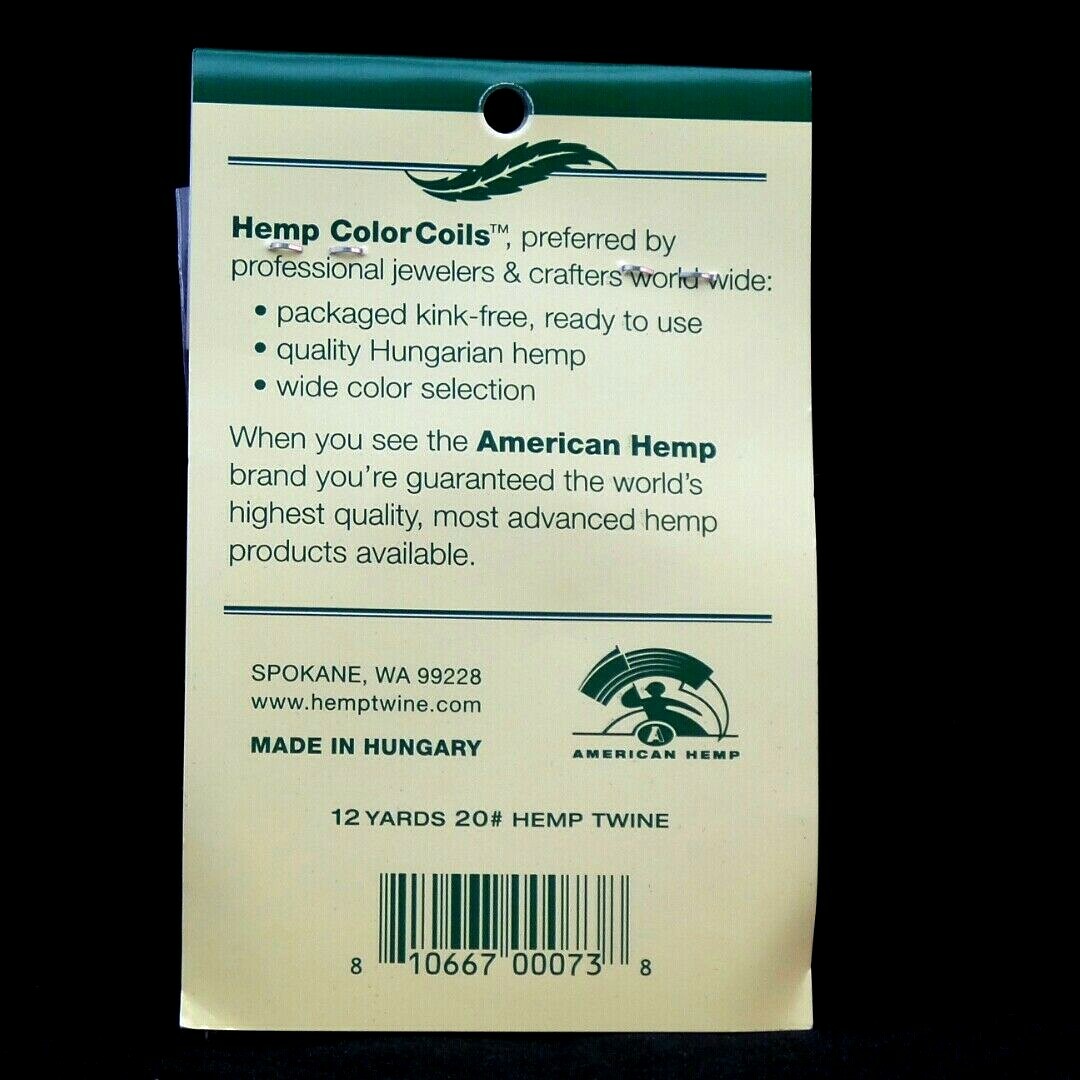 Hemp ColorCoils™, preferred by
professional jewelers & crafters world wide:
• packaged kink-free, ready to use
• quality Hungarian hemp
• wide color selection
When you see the American Hemp
brand you're guaranteed the world's
highest quality, most advanced hemp
products available.
SPOKANE, WA 99228
www.hemptwine.com
MADE IN HUNGARY
A
AMERICAN HEMP
12 YARDS 20# HEMP TWINE
8 10667 00073 8